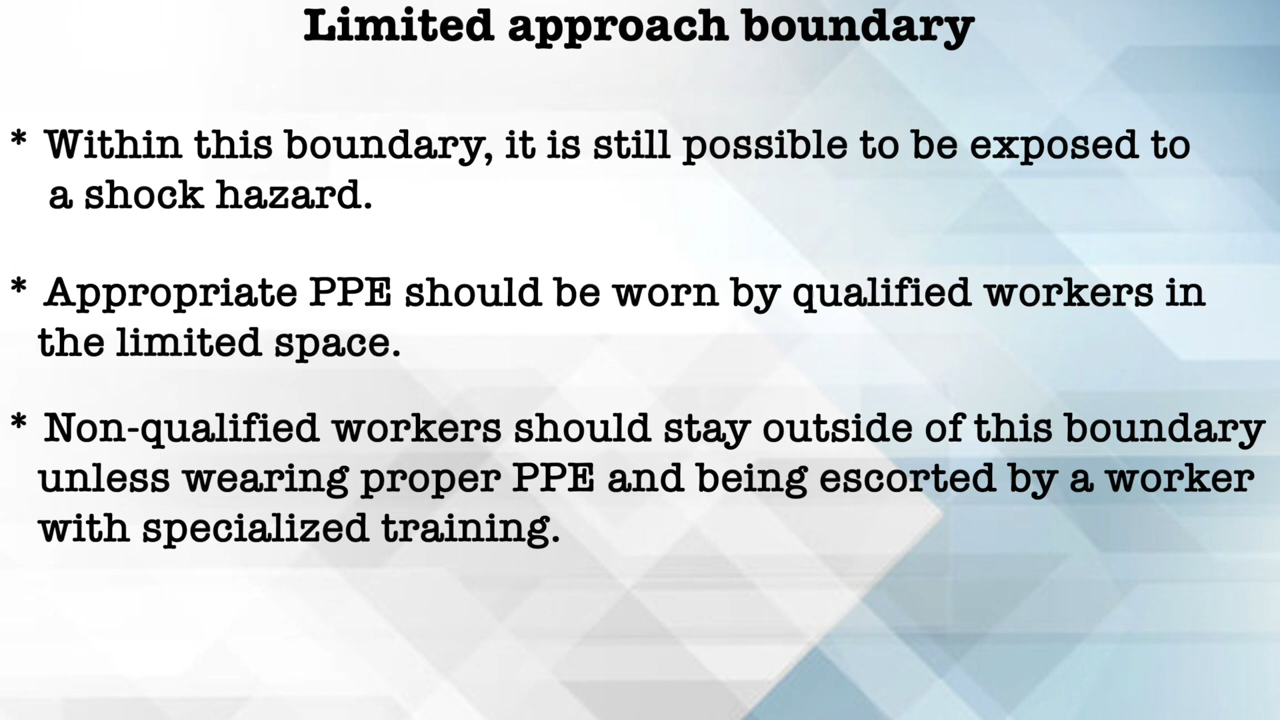 Limited approach boundary
* Within this boundary, it is still possible to be exposed to
a shock hazard.
* Appropriate PPE should be worn by qualified workers in
the limited space.
* Non-qualified workers should stay outside of this boundary
unless wearing proper PPE and being escorted by a worker
with specialized training.